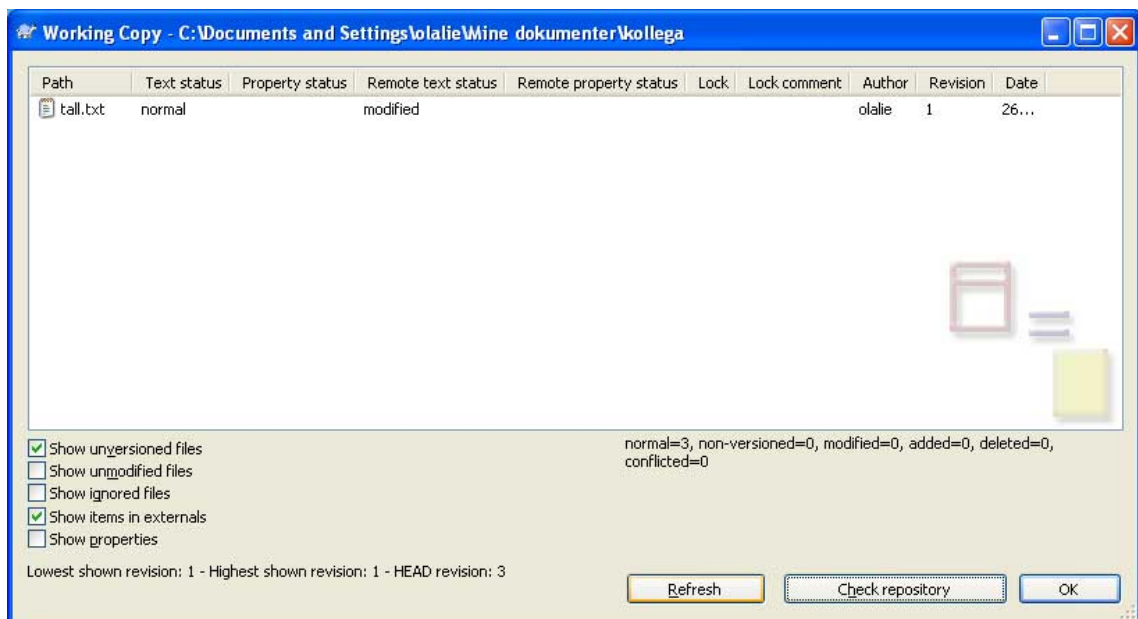 Working Copy - C:\Documents and Settings\olalie\Mine dokumenter\kollega
Path Text status Property status Remote text status Remote property status Lock Lock comment Author Revision Date
tall.txt normal modified olalie 1 26...
Show unversioned files
Show unmodified files
Show ignored files
Show items in externals
Show properties
normal=3, non-versioned=0, modified=0, added=0, deleted=0,
conflicted=0
Lowest shown revision: 1 - Highest shown revision: 1 - HEAD revision: 3
Refresh Check repository OK